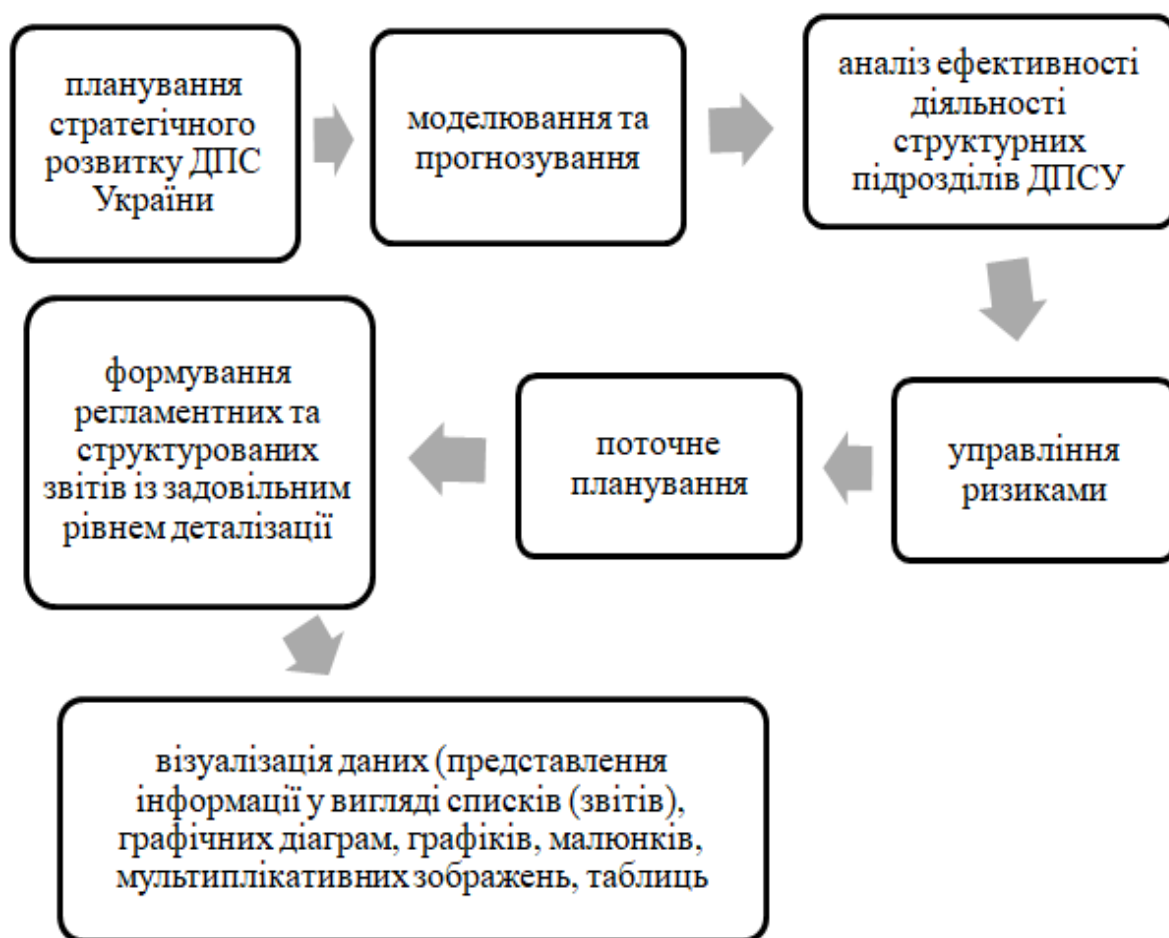 планування
стратегічного
розвитку ДПС
України
моделювання та
прогнозування
аналіз ефективності
діяльності
структурних
підрозділів ДПСУ
управління
ризиками
поточне
планування
формування
регламентних та
структурованих
звітів із задовільним
рівнем деталізації
візуалізація даних (представлення
інформації у вигляді списків (звітів),
графічних діаграм, графіків, малюнків,
мультиплікативних зображень, таблиць